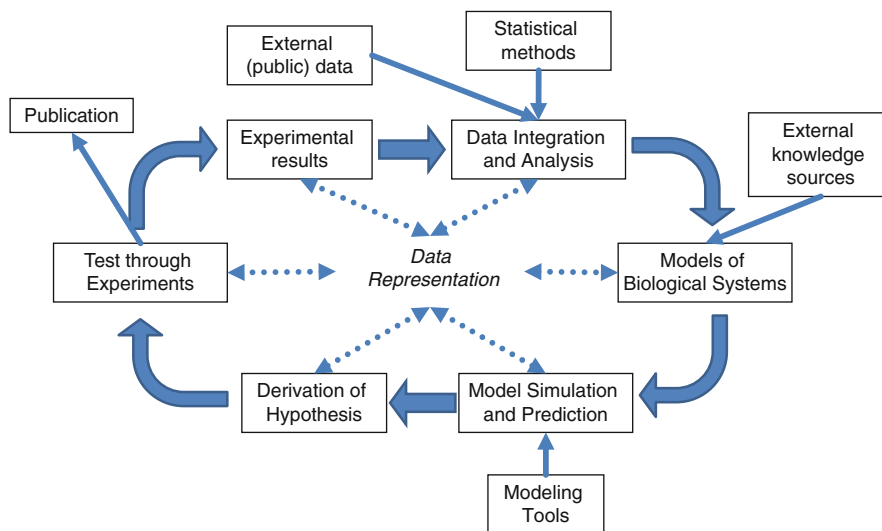 External
(public) data
Statistical
methods
Publication
Experimental
results
Data Integration
and Analysis
External
knowledge
sources
Test through
Experiments
Data
Representation
Models of
Biological Systems
Derivation of
Hypothesis
Model Simulation
and Prediction
Modeling
Tools